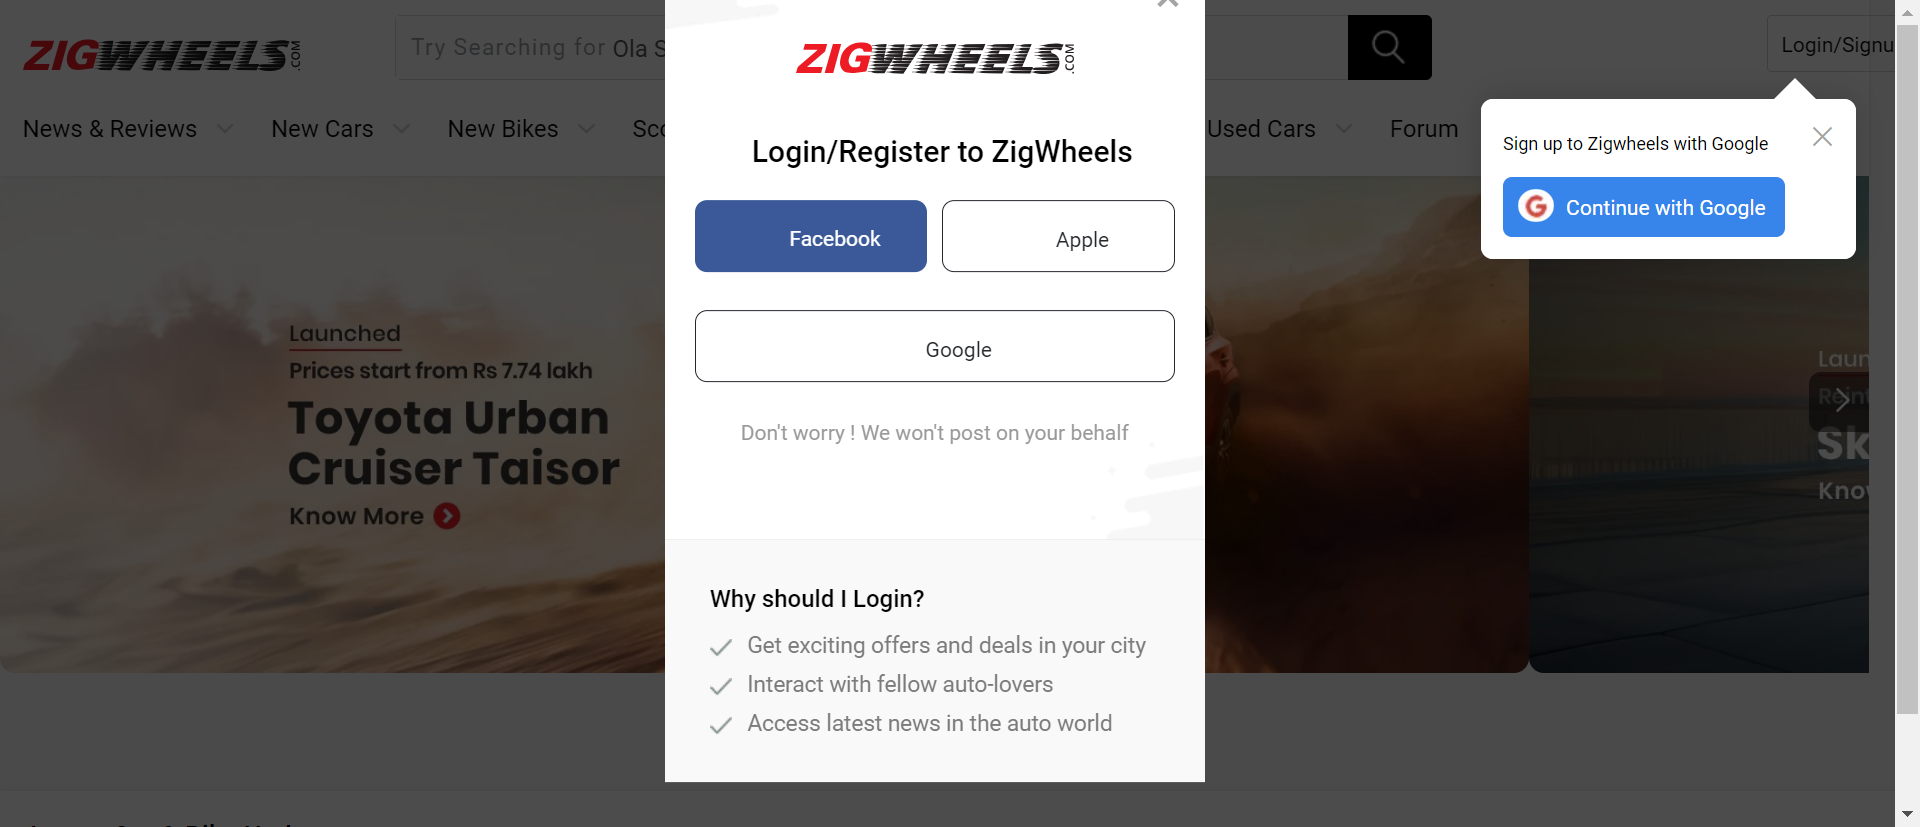 ZIGWHEELS.COM
Try Searching for Ola S
Login/Signu
News & Reviews
New Cars
New Bikes
Sco
Used Cars
Forum
ZIGWHEELS.COM
Login/Register to ZigWheels
Facebook
Apple
Google
Don't worry ! We won't post on your behalf
Why should I Login?
Get exciting offers and deals in your city
Interact with fellow auto-lovers
Access latest news in the auto world
Sign up to Zigwheels with Google
G Continue with Google
Launched
Prices start from Rs 7.74 lakh
Toyota Urban
Cruiser Taisor
Know More
Laun
Reint
Sk
Know